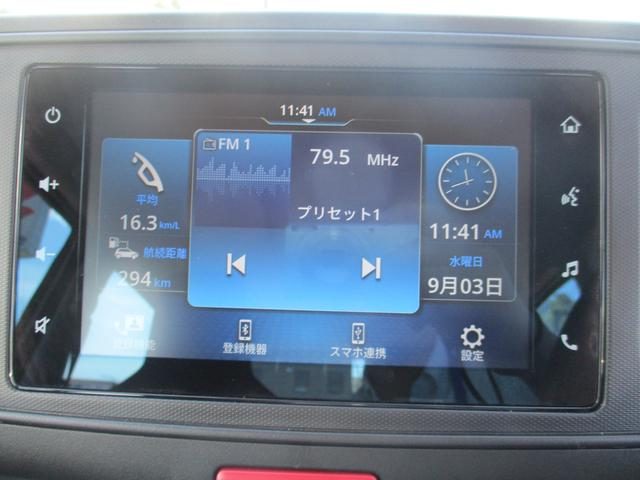 11:41 AM
FM 1
79.5 MHz
プリセット1
平均
16.3 km/L
航続距離
294 km
11:41 AM
水曜日
9月03日
登録機器
スマホ連携
設定